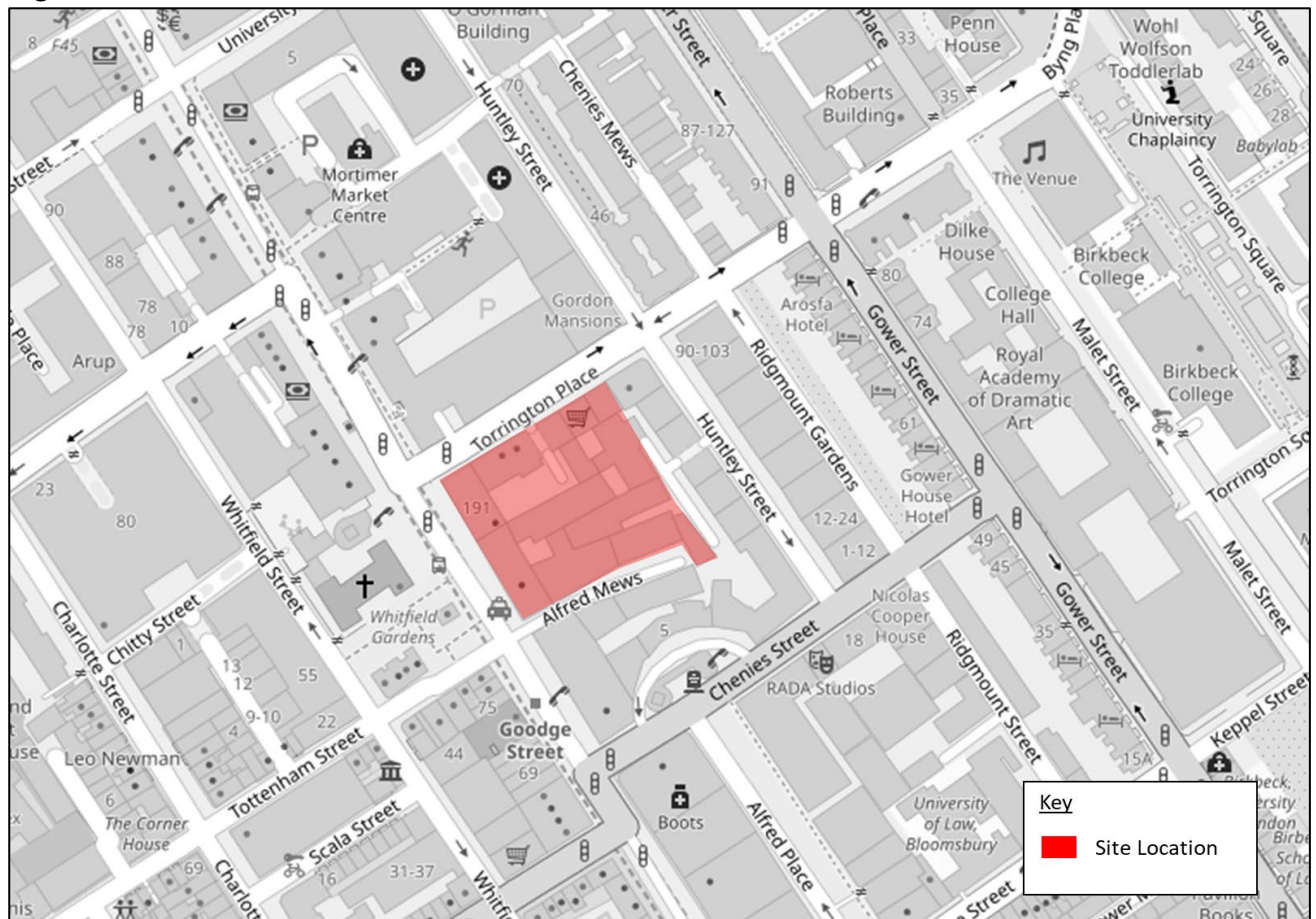 O'Gorman
Building
Penn
House
Byng Pla
Wohl
Wolfson
Toddlerlab
Square
8
F45
5
University
70
Huntley Street
Chenies Mews
Place
33
35
Roberts
Building
University
Chaplaincy
24
26
28
Babylab
87-127
91
Street
P
Mortimer
Market
Centre
The Venue
Torrington Square
90
88
78
78
10
46
Dilke
House
80
Birkbeck
College
Place
Arup
P
Gordon
Mansions
Arosfa
Hotel
74
College
Hall
Malet Street
Gower Street
90-103
Ridgmount Gardens
Royal
Academy
of Dramatic
Art
Birkbeck
College
Torrington Place
61
Huntley Street
Gower
House
Hotel
23
80
191
12-24
1-12
49
45
Whitfield Street
Alfred Mews
Whitfield
Gardens
Malet Street
Charlotte Street
Chitty Street
1
13
12
4
9-10
55
22
5
Chenies Street
Nicolas
Cooper
House
18
RADA Studios
35
Gower Street
Ridgmount Street
Keppel Street
75
44
69
Goodge
Street
Leo Newman
Tottenham Street
6
The Corner
House
15A
Boots
Alfred Place
University
of Law,
Bloomsbury
Scala Street
69
16
31-37
Key
Site Location